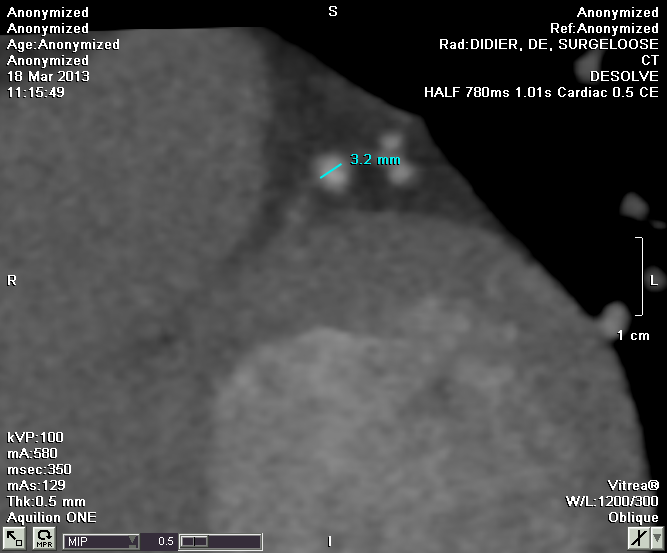 Anonymized
Anonymized
Age:Anonymized
Anonymized
18 Mar 2013
11:15:49
S
Anonymized
Ref:Anonymized
Rad:DIDIER, DE, SURGELOOSE
CT
DESOLVE
HALF 780ms 1.01s Cardiac 0.5 CE
3.2 mm
R
L
1 cm
kVP:100
mA:580
msec:350
mAs:129
Thk:0.5 mm
Aquilion ONE
Vitrea®
W/L:1200/300
Oblique
MPR
MIP
0.5
I